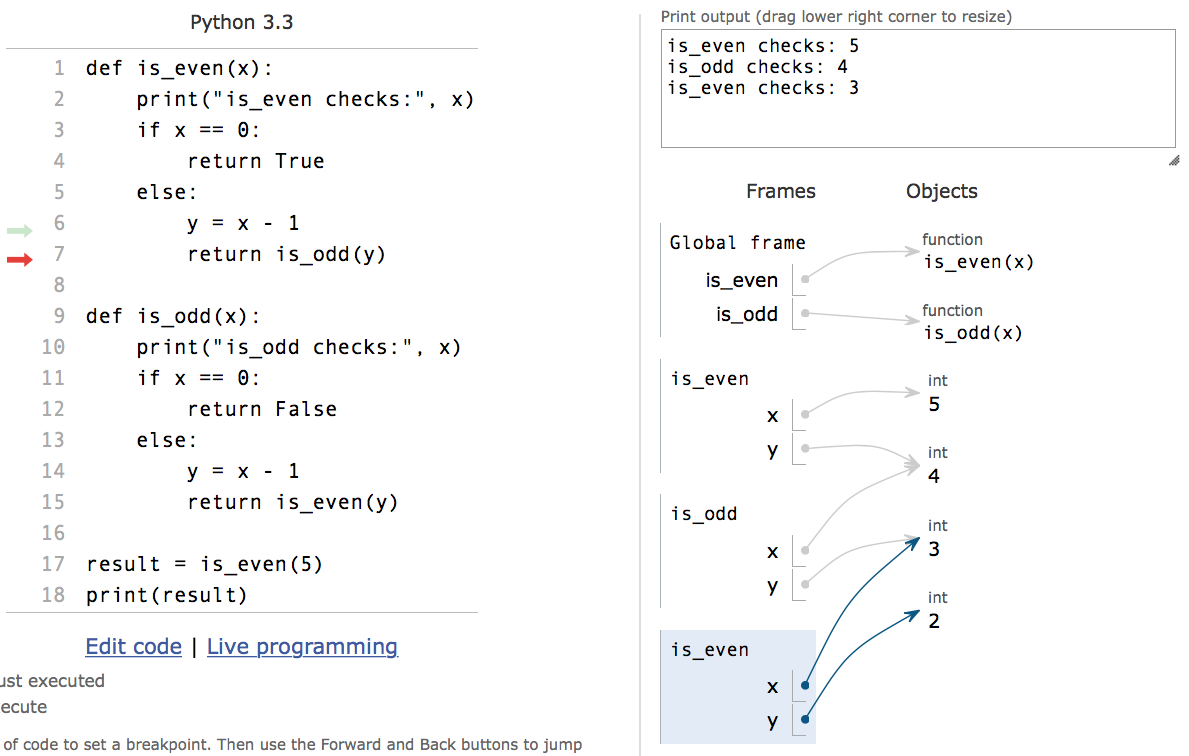 Python 3.3
1 def is_even(x):
2     print("is_even checks:", x)
3     if x == 0:
4         return True
5     else:
6         y = x - 1
7         return is_odd(y)
8
9 def is_odd(x):
10     print("is_odd checks:", x)
11     if x == 0:
12         return False
13     else:
14         y = x - 1
15         return is_even(y)
16
17 result = is_even(5)
18 print(result)
Edit code | Live programming
ust executed
ecute
of code to set a breakpoint. Then use the Forward and Back buttons to jump
Print output (drag lower right corner to resize)
is_even checks: 5
is_odd checks: 4
is_even checks: 3
Frames Objects
Global frame
is_even
is_odd
function
is_even(x)
function
is_odd(x)
is_even
x
y
int
5
int
4
is_odd
x
y
int
3
int
2
is_even
x
y